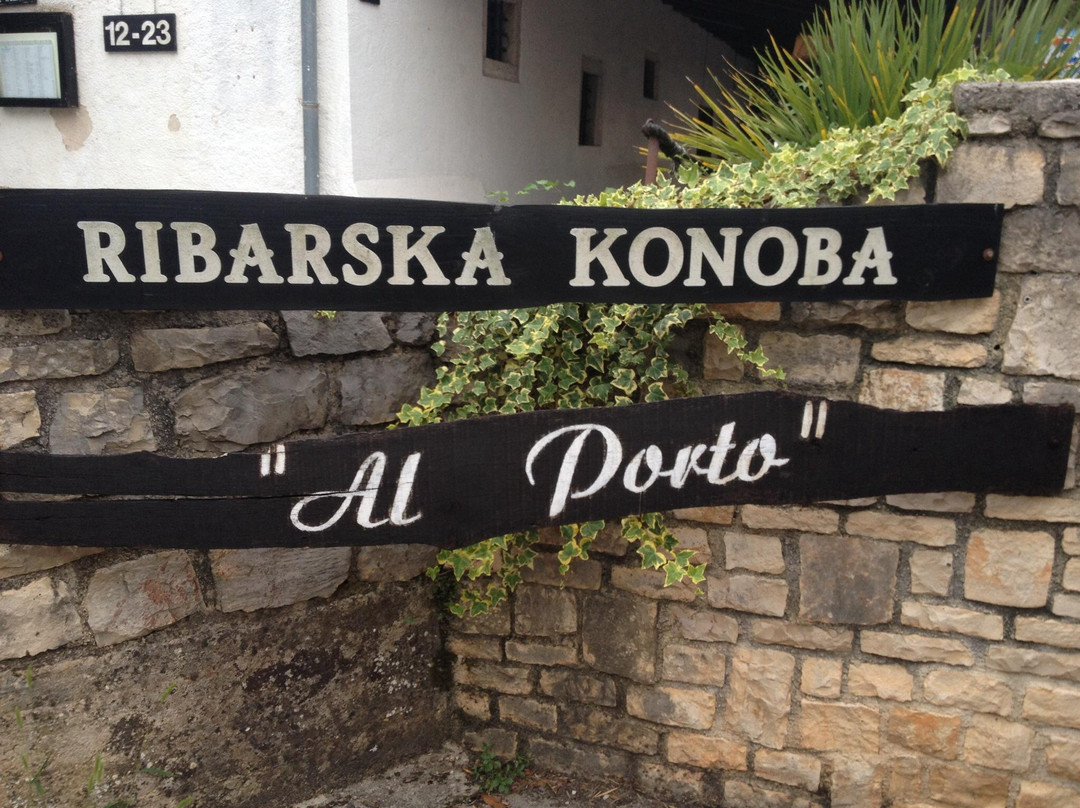 12-23
RIBARSKA KONOBA
"Al Porto"